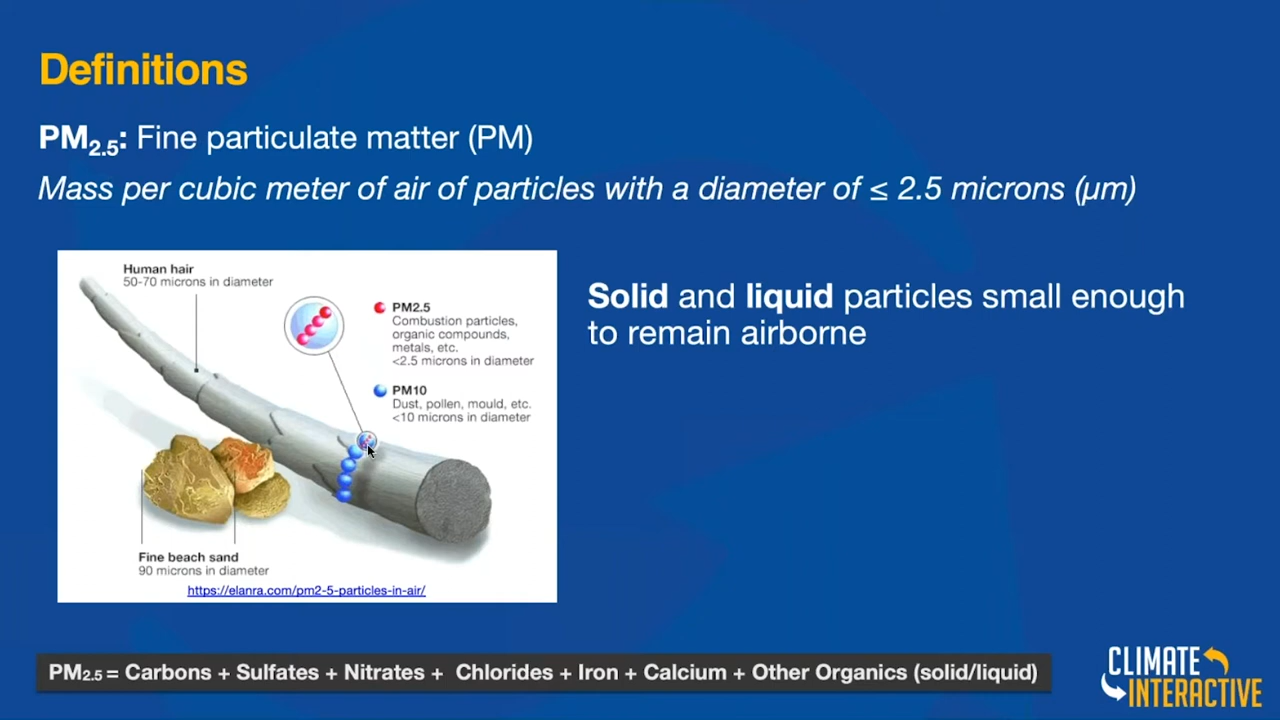 Definitions
PM2.5: Fine particulate matter (PM)
Mass per cubic meter of air of particles with a diameter of ≤ 2.5 microns (µm)
Human hair
50-70 microns in diameter
PM2.5
Combustion particles,
organic compounds,
metals, etc.
<2.5 microns in diameter
PM10
Dust, pollen, mould, etc.
<10 microns in diameter
Fine beach sand
90 microns in diameter
https://elanra.com/pm2-5-particles-in-air/
Solid and liquid particles small enough
to remain airborne
PM2.5 = Carbons + Sulfates + Nitrates + Chlorides + Iron + Calcium + Other Organics (solid/liquid)
CLIMATE
INTERACTIVE